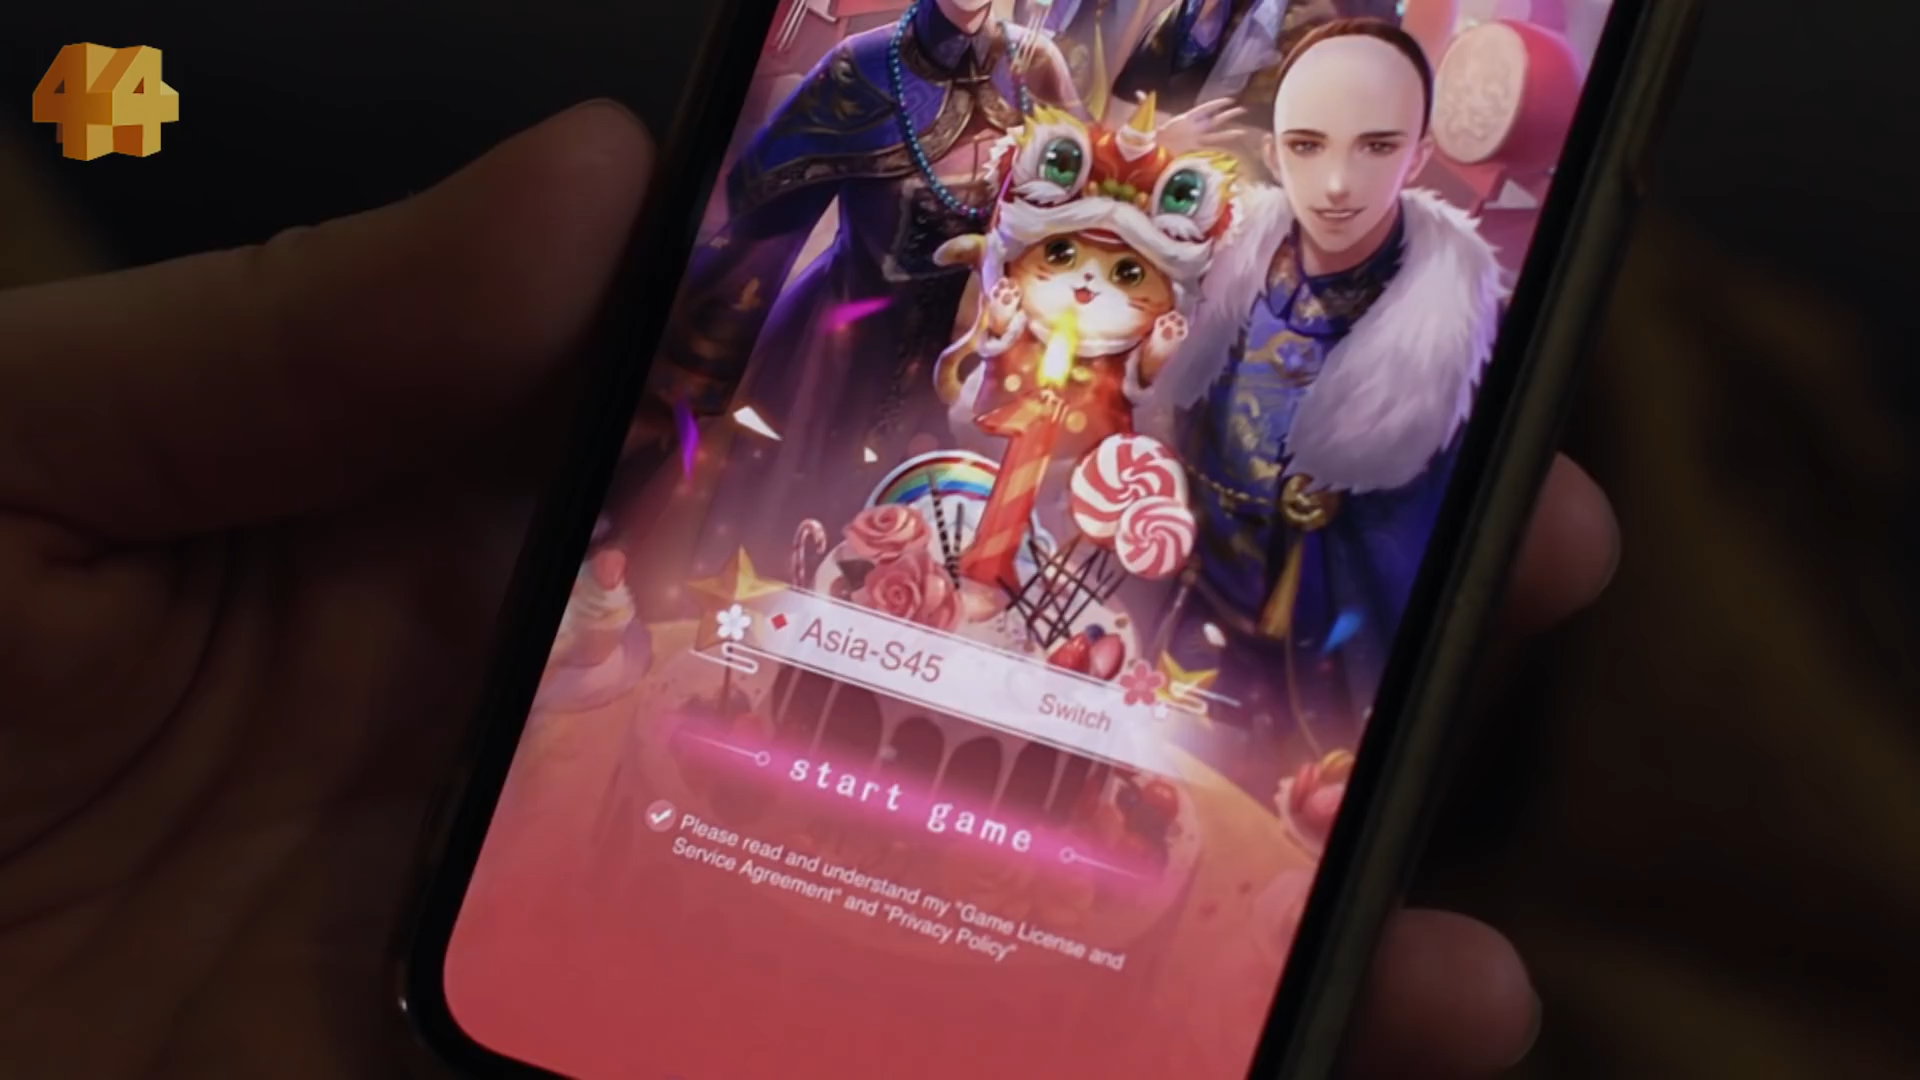 44
Asia-S45
Switch
start game
Please read and understand my "Game License and
Service Agreement" and "Privacy Policy"